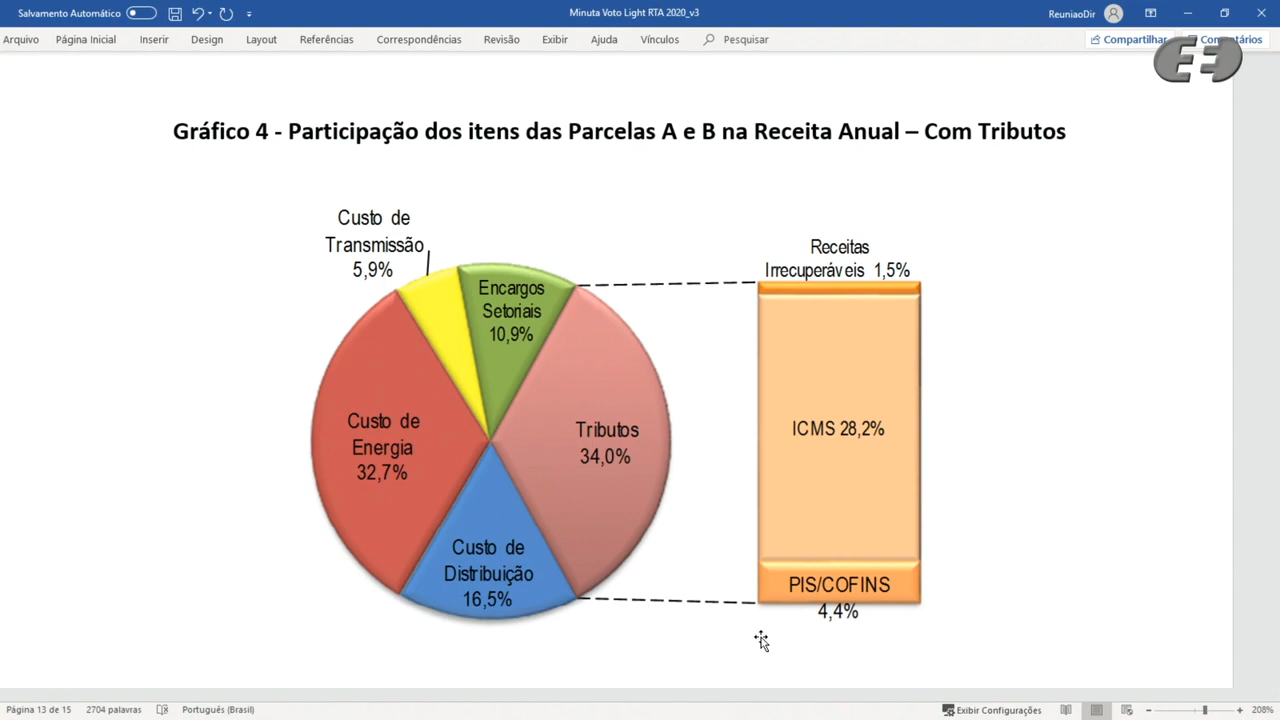 Salvamento Automático
Minuta Voto Light RTA 2020_v3
ReuniaoDir
Arquivo Página Inicial Inserir Design Layout Referências Correspondências Revisão Exibir Ajuda Vínculos Pesquisar
Compartilhar Comentários
Gráfico 4 - Participação dos itens das Parcelas A e B na Receita Anual – Com Tributos
Custo de
Transmissão
5,9%
Encargos
Setoriais
10,9%
Custo de
Energia
32,7%
Tributos
34,0%
Custo de
Distribuição
16,5%
Receitas
Irrecuperáveis 1,5%
ICMS 28,2%
PIS/COFINS
4,4%
Página 13 de 15 2704 palavras Português (Brasil)
Exibir Configurações
208%